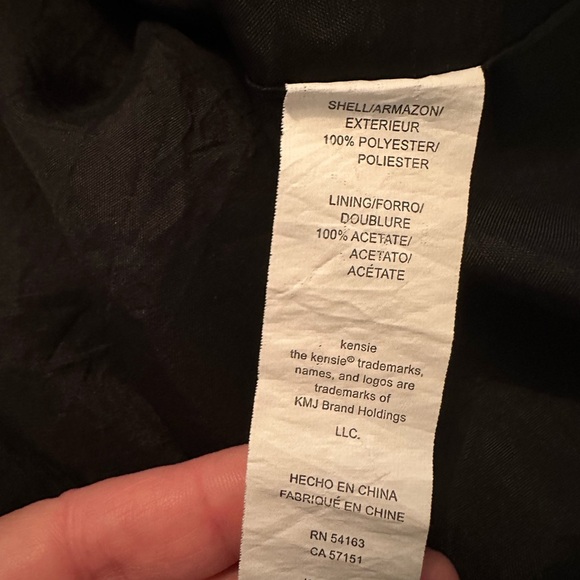 SHELL/ARMAZON/
EXTERIEUR
100% POLYESTER/
POLIESTER
LINING/FORRO/
DOUBLURE
100% ACETATE/
ACETATO/
ACÉTATE
kensie
the kensie® trademarks,
names, and logos are
trademarks of
KMJ Brand Holdings
LLC.
HECHO EN CHINA
FABRIQUÉ EN CHINE
RN 54163
CA 57151